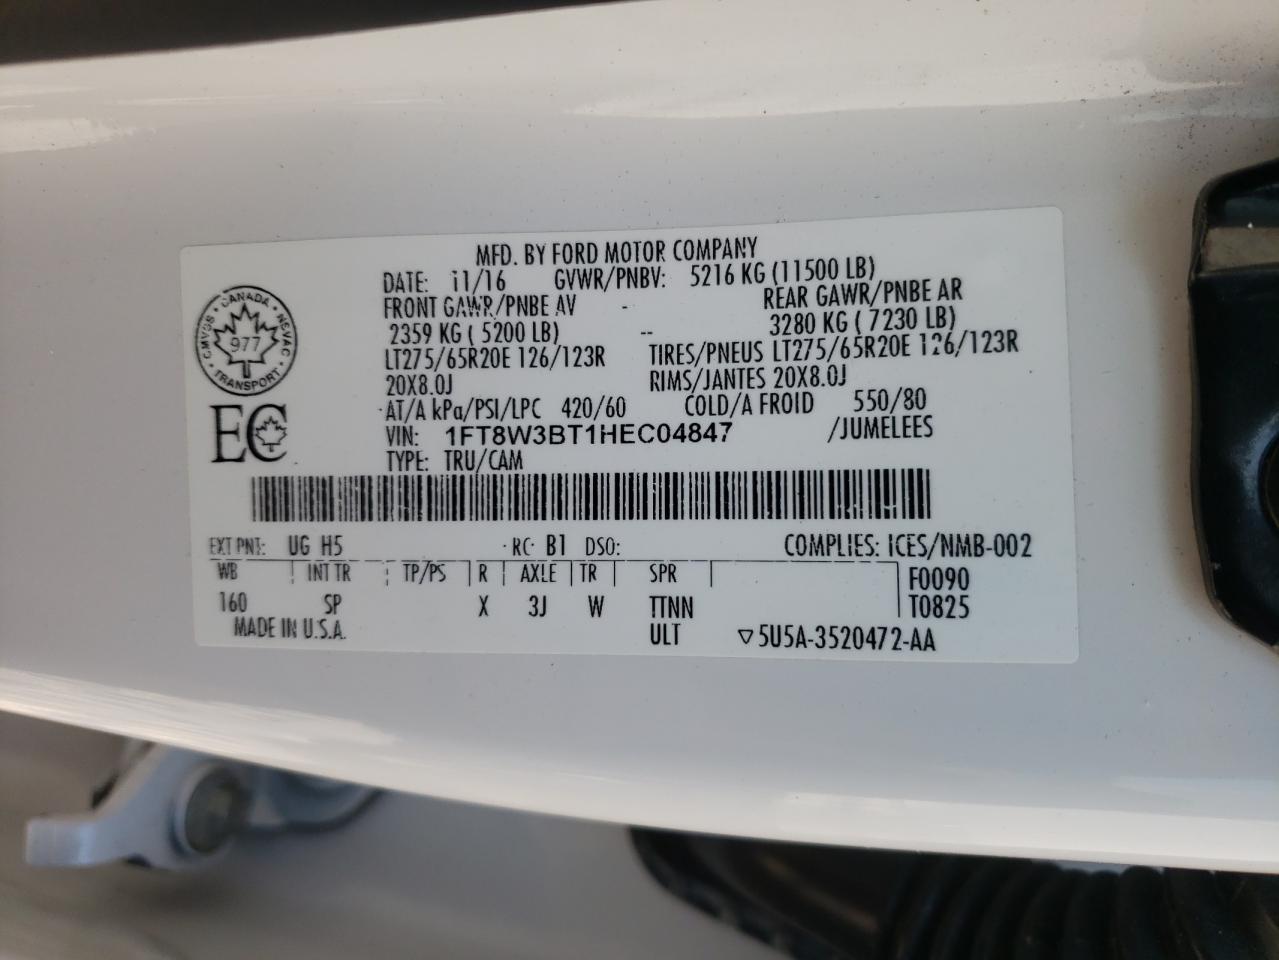 MFD. BY FORD MOTOR COMPANY
DATE: 11/16 GVWR/PNBV: 5216 KG (11500 LB)
FRONT GAWR/PNBE AV - REAR GAWR/PNBE AR
2359 KG ( 5200 LB) -- 3280 KG ( 7230 LB)
LT275/65R20E 126/123R TIRES/PNEUS LT275/65R20E 126/123R
20X8.0J RIMS/JANTES 20X8.0J
AT/A kPa/PSI/LPC 420/60 COLD/A FROID 550/80
VIN: 1FT8W3BT1HEC04847 /JUMELEES
TYPE: TRU/CAM
CANADA
CMVSS NSVAC
977
TRANSPORT
EC
EXT PNT: UG H5 RC: B1 DSO: COMPLIES: ICES/NMB-002
WB INT TR TP/PS R AXLE TR SPR F0090
160 SP X 3J W TTNN T0825
MADE IN U.S.A. ULT ▽5U5A-3520472-AA